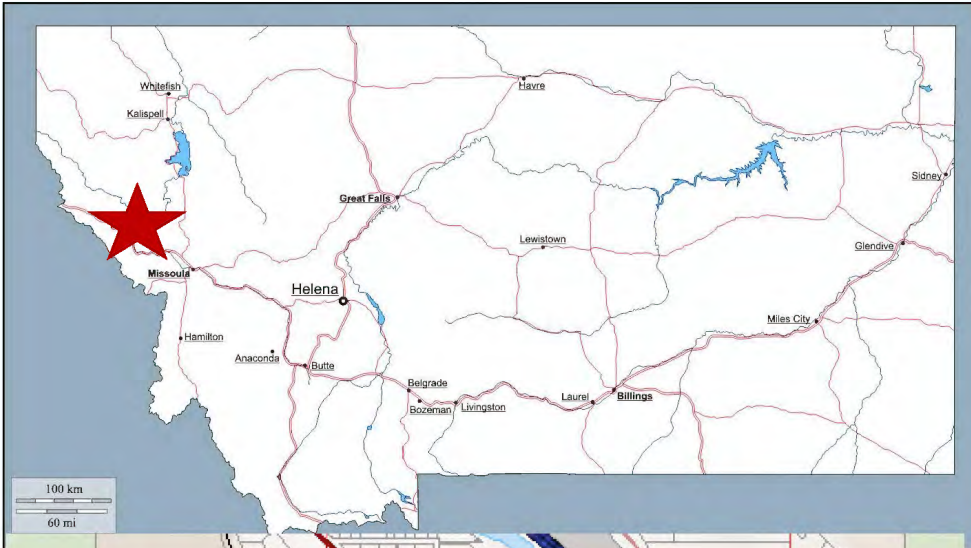 Whitefish
Havre
Kalispell
Sidney
Great Falls
Lewistown
Glendive
Missoula
Helena
Miles City
Hamilton
Anaconda
Butte
Belgrade
Bozeman
Livingston
Laurel
Billings
100 km
60 mi